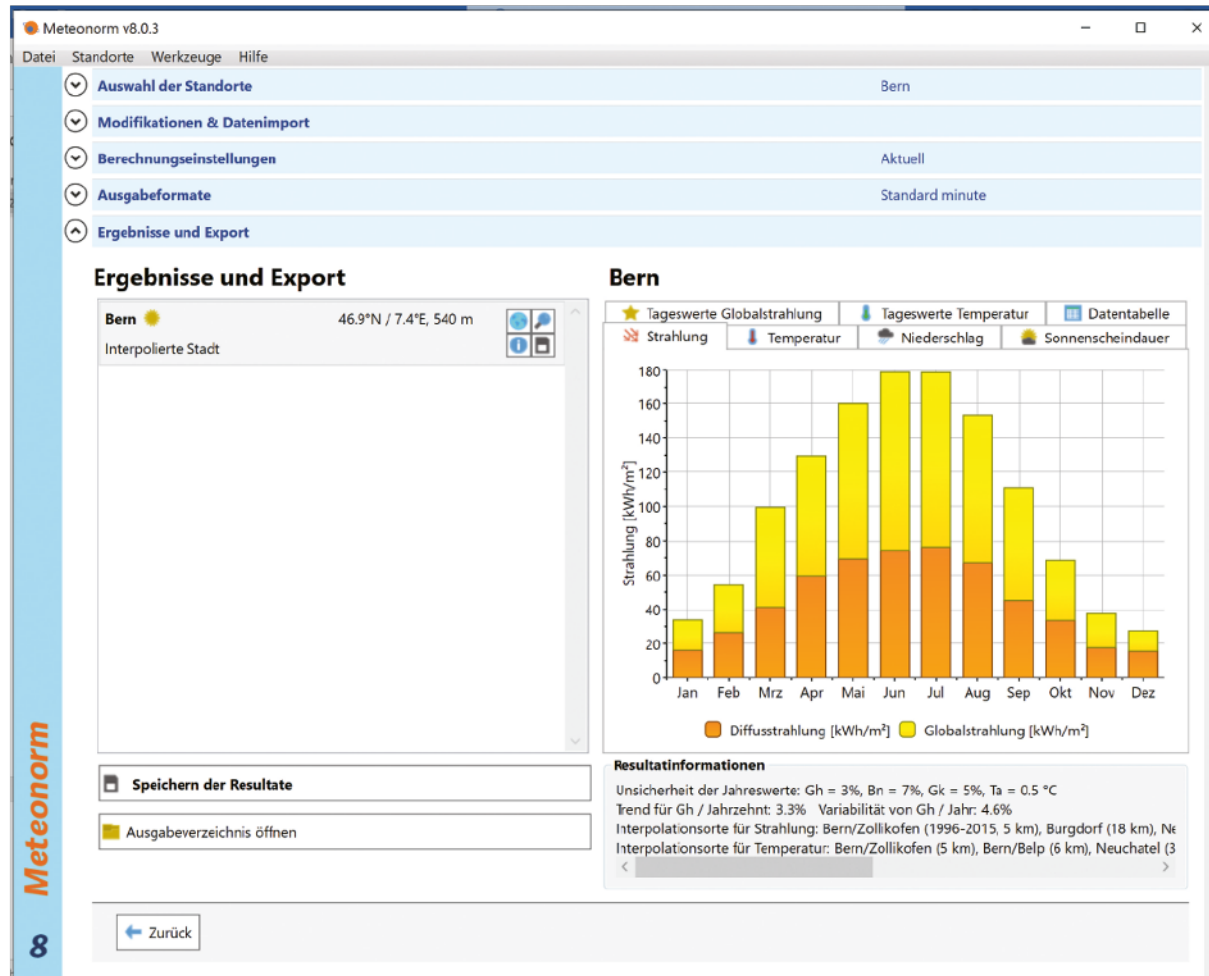 Meteonorm v8.0.3
Datei Standorte Werkzeuge Hilfe
Auswahl der Standorte Bern
Modifikationen & Datenimport
Berechnungseinstellungen Aktuell
Ausgabeformate Standard minute
Ergebnisse und Export
Ergebnisse und Export
Bern 46.9°N / 7.4°E, 540 m
Interpolierte Stadt
Speichern der Resultate
Ausgabeverzeichnis öffnen
Bern
Tageswerte Globalstrahlung Tageswerte Temperatur Datentabelle
Strahlung Temperatur Niederschlag Sonnenscheindauer
Strahlung [kWh/m²]
180
160
140
120
100
80
60
40
20
0
Jan Feb Mrz Apr Mai Jun Jul Aug Sep Okt Nov Dez
Diffusstrahlung [kWh/m²] Globalstrahlung [kWh/m²]
Resultatinformationen
Unsicherheit der Jahreswerte: Gh = 3%, Bn = 7%, Gk = 5%, Ta = 0.5 °C
Trend für Gh / Jahrzehnt: 3.3% Variabilität von Gh / Jahr: 4.6%
Interpolationsorte für Strahlung: Bern/Zollikofen (1996-2015, 5 km), Burgdorf (18 km), Ne
Interpolationsorte für Temperatur: Bern/Zollikofen (5 km), Bern/Belp (6 km), Neuchatel (3
Zurück
Meteonorm
8